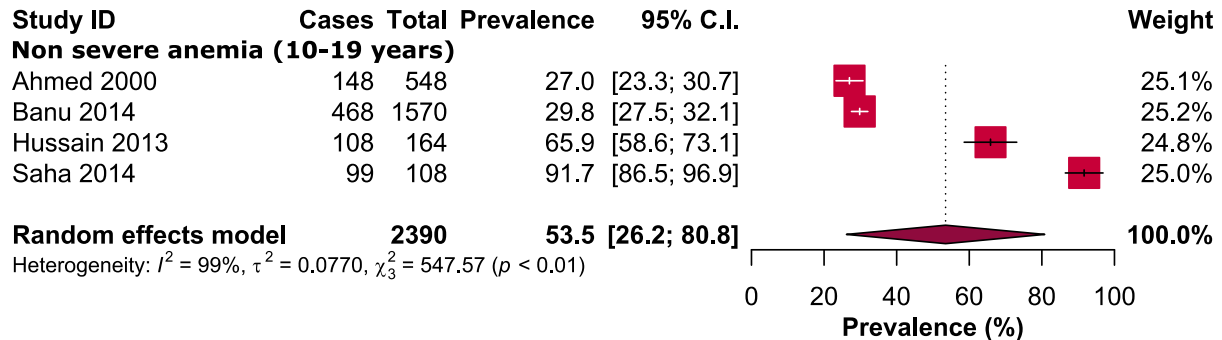 Study ID Cases Total Prevalence 95% C.I. Weight
Non severe anemia (10-19 years)
Ahmed 2000 148 548 27.0 [23.3; 30.7] 25.1%
Banu 2014 468 1570 29.8 [27.5; 32.1] 25.2%
Hussain 2013 108 164 65.9 [58.6; 73.1] 24.8%
Saha 2014 99 108 91.7 [86.5; 96.9] 25.0%
Random effects model 2390 53.5 [26.2; 80.8] 100.0%
Heterogeneity: I² = 99%, τ² = 0.0770, χ²₃ = 547.57 (p < 0.01)
0 20 40 60 80 100
Prevalence (%)